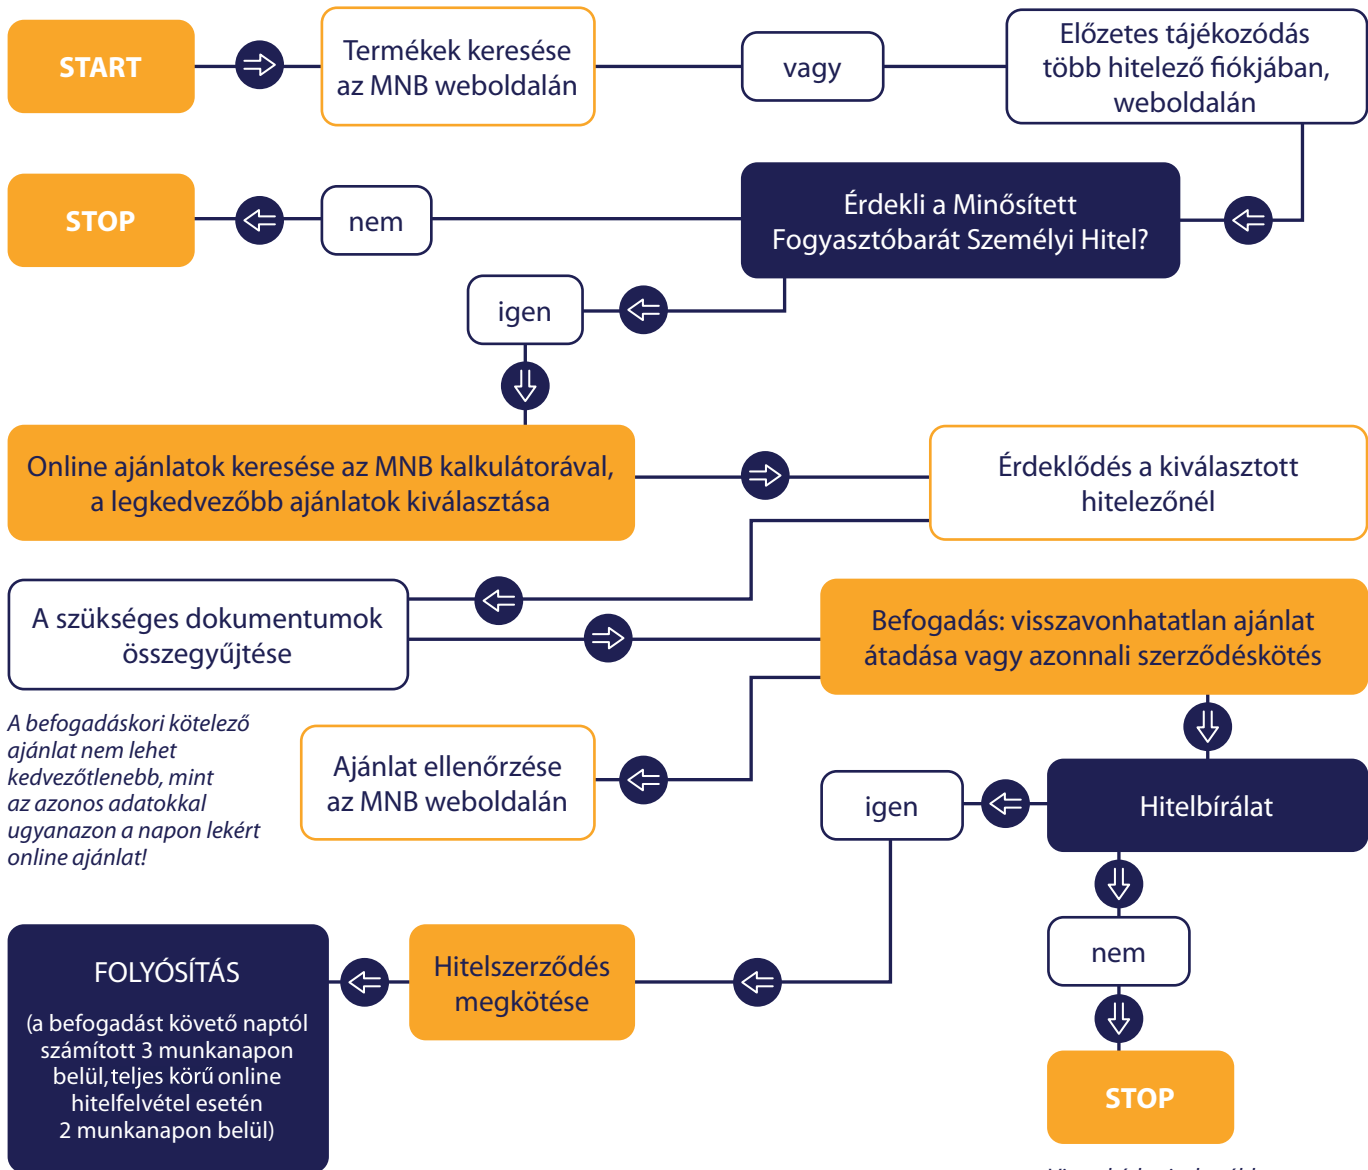 START
Termékek keresése
az MNB weboldalán
vagy
Előzetes tájékozódás
több hitelező fiókjában,
weboldalán
STOP
nem
Érdekli a Minősített
Fogyasztóbarát Személyi Hitel?
igen
Online ajánlatok keresése az MNB kalkulátorával,
a legkedvezőbb ajánlatok kiválasztása
Érdeklődés a kiválasztott
hitelezőnél
A szükséges dokumentumok
összegyűjtése
Befogadás: visszavonhatatlan ajánlat
átadása vagy azonnali szerződéskötés
A befogadáskori kötelező
ajánlat nem lehet
kedvezőtlenebb, mint
az azonos adatokkal
ugyanazon a napon lekért
online ajánlat!
Ajánlat ellenőrzése
az MNB weboldalán
igen
Hitelbírálat
nem
FOLYÓSÍTÁS
(a befogadást követő naptól
számított 3 munkanapon
belül, teljes körű online
hitelfelvétel esetén
2 munkanapon belül)
Hitelszerződés
megkötése
STOP